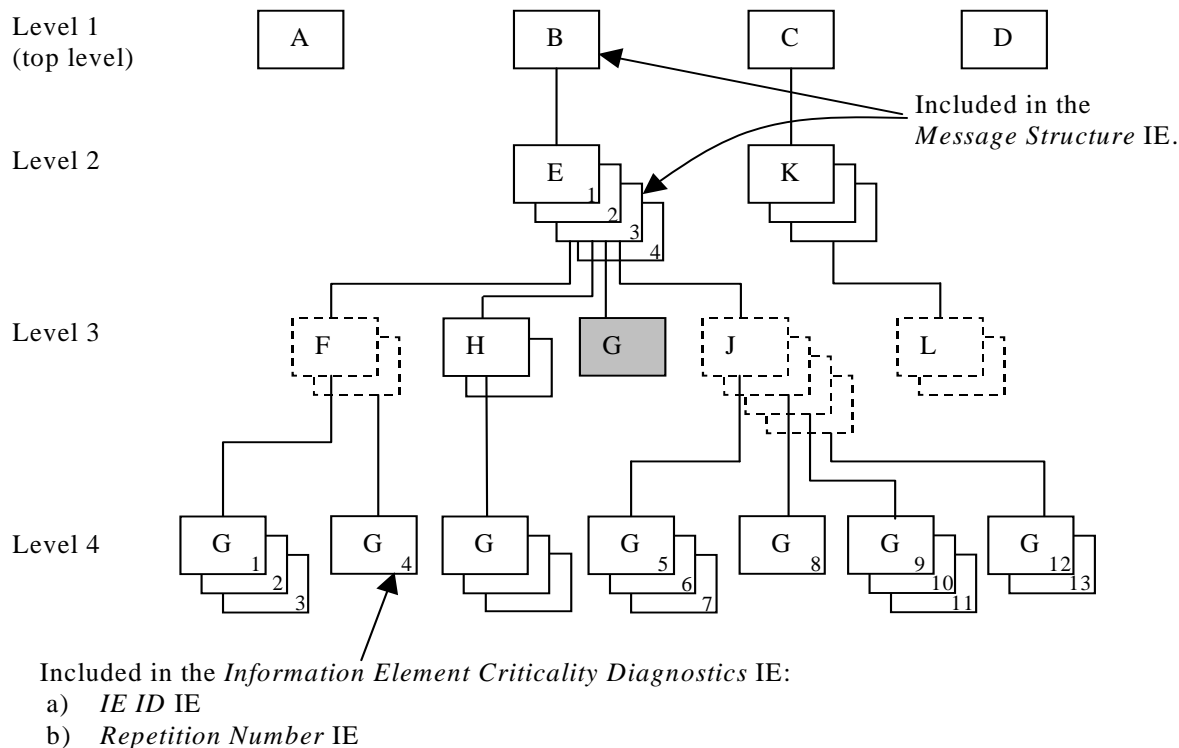 Level 1
(top level)
A
B
C
D
Included in the
Message Structure IE.
Level 2
E
1
2
3
4
K
Level 3
F
H
G
J
L
Level 4
G
1
2
3
G
4
G
G
5
6
7
G
8
G
9
10
11
G
12
13
Included in the Information Element Criticality Diagnostics IE:
a) IE ID IE
b) Repetition Number IE